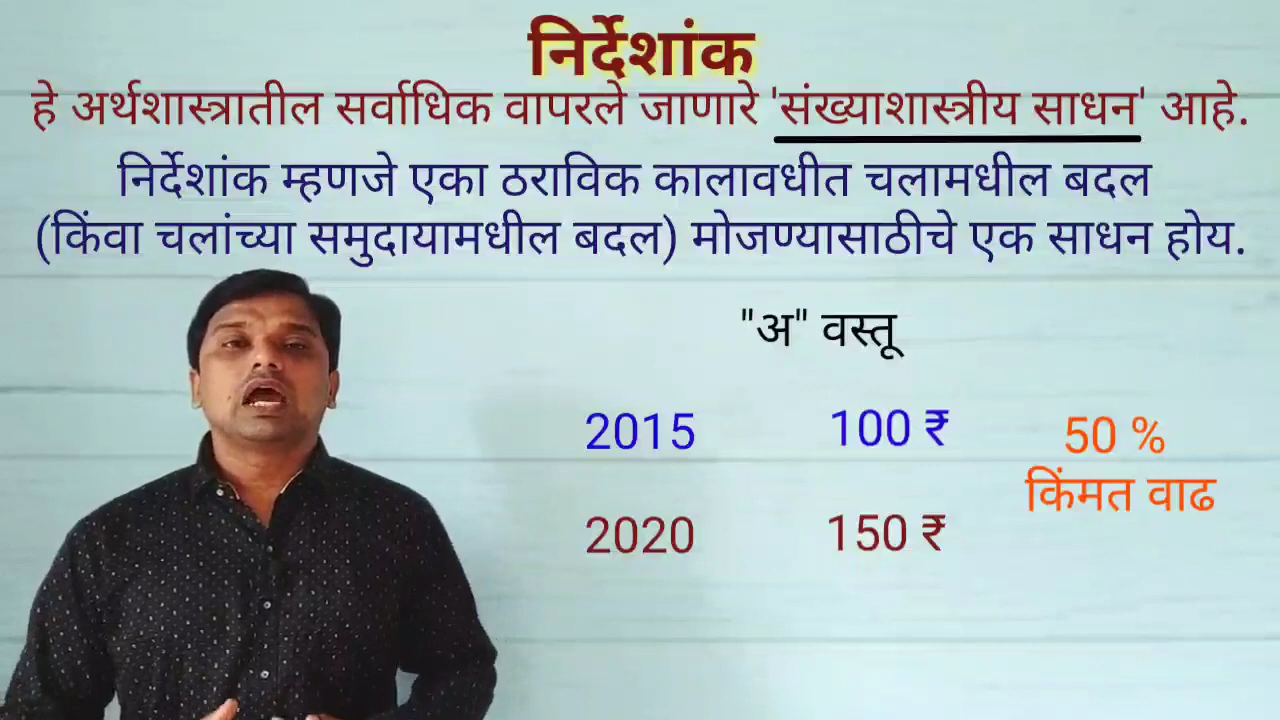 निर्देशांक
हे अर्थशास्त्रातील सर्वाधिक वापरले जाणारे 'संख्याशास्त्रीय साधन' आहे.
निर्देशांक म्हणजे एका ठराविक कालावधीत चलामधील बदल
(किंवा चलांच्या समुदायामधील बदल) मोजण्यासाठीचे एक साधन होय.
"अ" वस्तू
2015 100 ₹
50 %
किंमत वाढ
2020 150 ₹